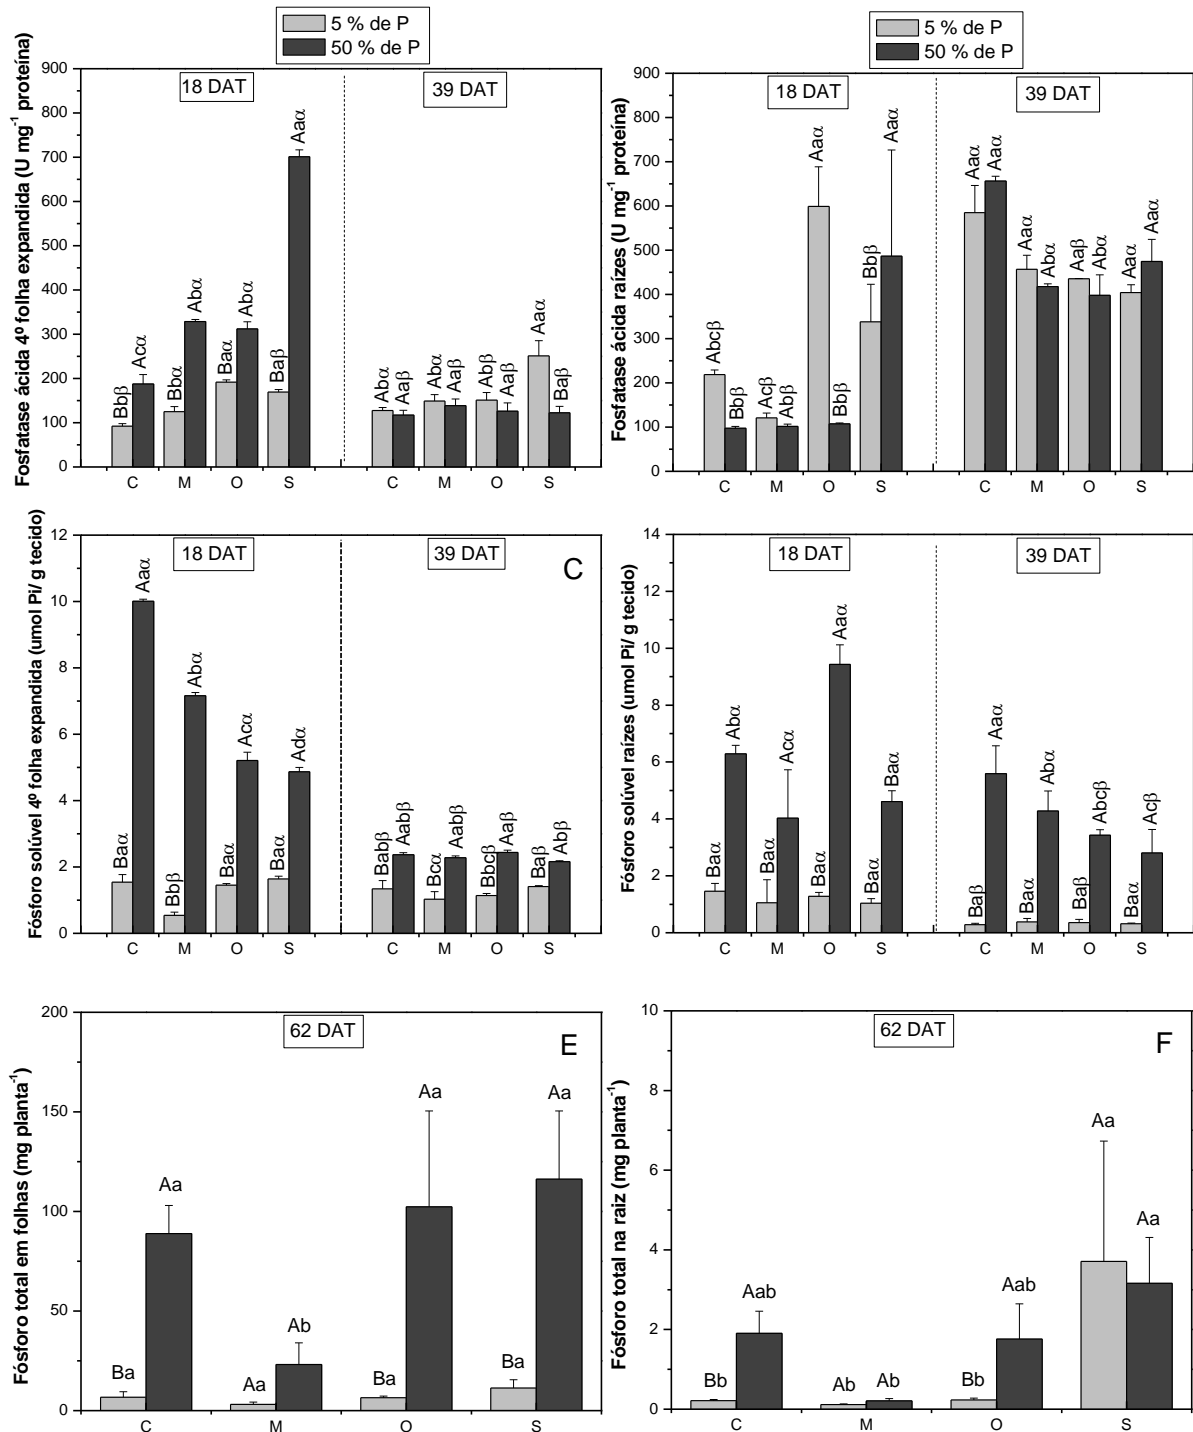 5 % de P
50 % de P
Fosfatase ácida 4º folha expandida (U mg⁻¹ proteína)
900
800
700
600
500
400
300
200
100
0
18 DAT
39 DAT
Bbβ
Acα
Bbα
Abα
Baα
Abα
Baβ
Aaα
Abα
Aaβ
Abα
Aaβ
Abβ
Aaβ
Aaα
Baβ
C M O S C M O S
5 % de P
50 % de P
Fosfatase ácida raízes (U mg⁻¹ proteína)
900
800
700
600
500
400
300
200
100
0
18 DAT
39 DAT
Abcβ
Bbβ
Acβ
Abβ
Aaα
Bbβ
Bbβ
Aaα
Aaα
Aaα
Aaα
Abα
Aaβ
Abα
Aaα
Aaα
C M O S C M O S
Fósforo solúvel 4º folha expandida (umol Pi/ g tecido)
12
10
8
6
4
2
0
18 DAT
39 DAT
C
Baα
Aaα
Bbβ
Abα
Baα
Acα
Baα
Adα
Babβ
Aabβ
Bcα
Aabβ
Bbcβ
Aaβ
Baβ
Abβ
C M O S C M O S
Fósforo solúvel raízes (umol Pi/ g tecido)
14
12
10
8
6
4
2
0
18 DAT
39 DAT
Baα
Abα
Baα
Acα
Baα
Aaα
Baα
Baα
Baβ
Aaα
Baα
Abα
Baβ
Abcβ
Baα
Acβ
C M O S C M O S
Fósforo total em folhas (mg planta⁻¹)
200
150
100
50
0
62 DAT
E
Ba
Aa
Aa
Ab
Ba
Aa
Ba
Aa
C M O S
Fósforo total na raiz (mg planta⁻¹)
10
8
6
4
2
0
62 DAT
F
Bb
Aab
Ab
Ab
Bb
Aab
Aa
Aa
C M O S